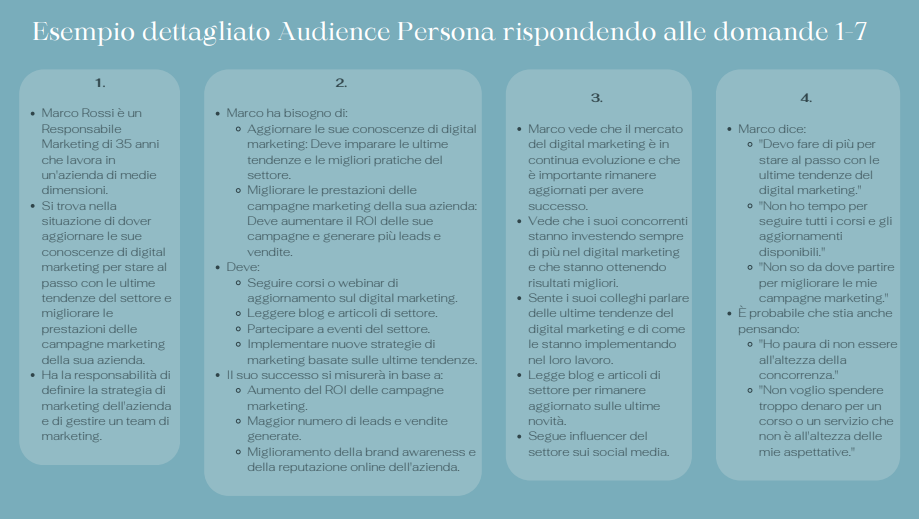 Esempio dettagliato Audience Persona rispondendo alle domande 1-7
1.
• Marco Rossi è un
Responsabile
Marketing di 35 anni
che lavora in
un'azienda di medie
dimensioni.
• Si trova nella
situazione di dover
aggiornare le sue
conoscenze di digital
marketing per stare al
passo con le ultime
tendenze del settore e
migliorare le
prestazioni delle
campagne marketing
della sua azienda.
• Ha la responsabilità di
definire la strategia di
marketing dell'azienda
e di gestire un team di
marketing.
2.
• Marco ha bisogno di:
◦ Aggiornare le sue conoscenze di digital
marketing: Deve imparare le ultime
tendenze e le migliori pratiche del
settore.
◦ Migliorare le prestazioni delle
campagne marketing della sua azienda:
Deve aumentare il ROI delle sue
campagne e generare più leads e
vendite.
• Deve:
◦ Seguire corsi o webinar di
aggiornamento sul digital marketing.
◦ Leggere blog e articoli di settore.
◦ Partecipare a eventi del settore.
◦ Implementare nuove strategie di
marketing basate sulle ultime tendenze.
• Il suo successo si misurerà in base a:
◦ Aumento del ROI delle campagne
marketing.
◦ Maggior numero di leads e vendite
generate.
◦ Miglioramento della brand awareness e
della reputazione online dell'azienda.
3.
• Marco vede che il mercato
del digital marketing è in
continua evoluzione e che
è importante rimanere
aggiornati per avere
successo.
• Vede che i suoi concorrenti
stanno investendo sempre
di più nel digital marketing
e che stanno ottenendo
risultati migliori.
• Sente i suoi colleghi parlare
delle ultime tendenze del
digital marketing e di come
le stanno implementando
nel loro lavoro.
• Legge blog e articoli di
settore per rimanere
aggiornato sulle ultime
novità.
• Segue influencer del
settore sui social media.
4.
• Marco dice:
◦ "Devo fare di più per
stare al passo con le
ultime tendenze del
digital marketing."
◦ "Non ho tempo per
seguire tutti i corsi e gli
aggiornamenti
disponibili."
◦ "Non so da dove partire
per migliorare le mie
campagne marketing."
• È probabile che stia anche
pensando:
◦ "Ho paura di non essere
all'altezza della
concorrenza."
◦ "Non voglio spendere
troppo denaro per un
corso o un servizio che
non è all'altezza delle
mie aspettative."